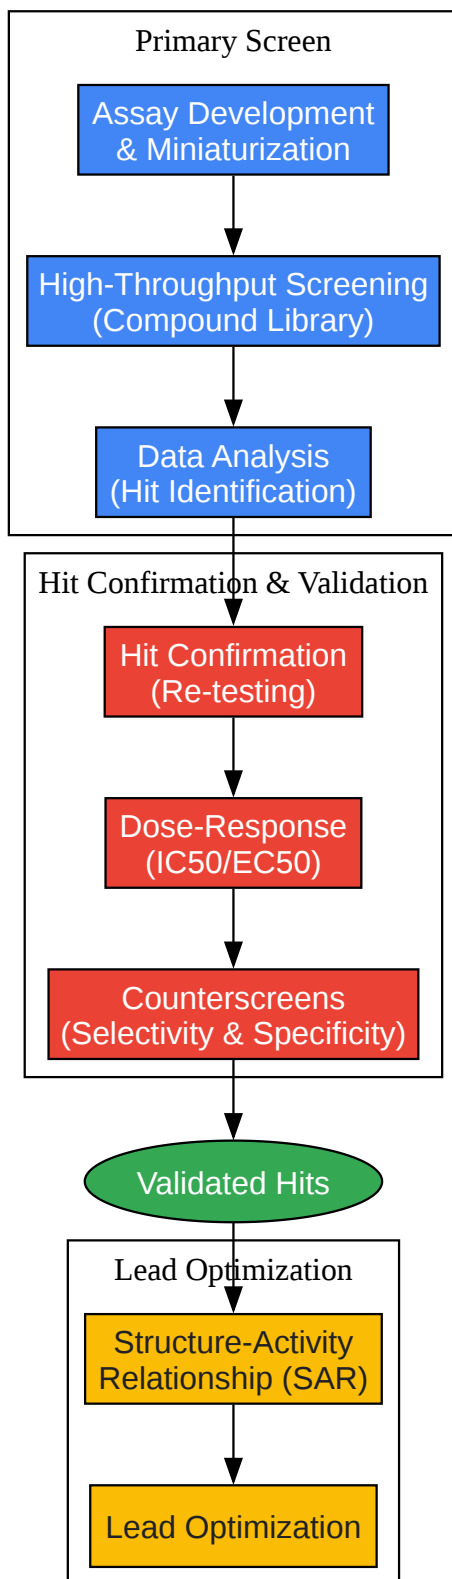 Primary Screen
Assay Development
& Miniaturization
High-Throughput Screening
(Compound Library)
Data Analysis
(Hit Identification)
Hit Confirmation & Validation
Hit Confirmation
(Re-testing)
Dose-Response
(IC50/EC50)
Counterscreens
(Selectivity & Specificity)
Validated Hits
Lead Optimization
Structure-Activity
Relationship (SAR)
Lead Optimization